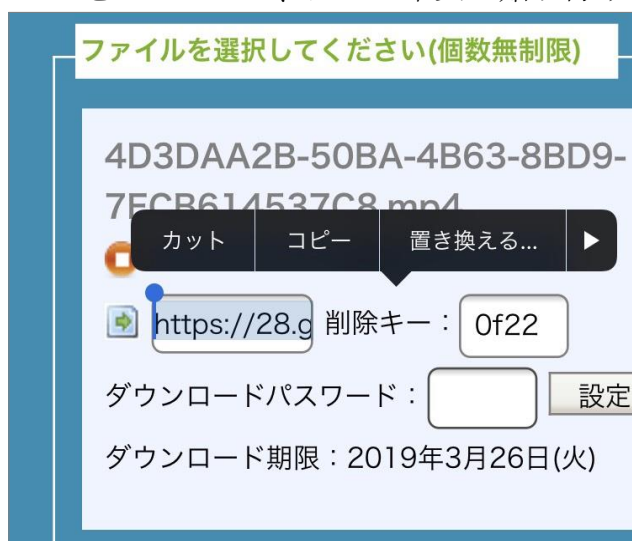 ファイルを選択してください(個数無制限)
4D3DAA2B-50BA-4B63-8BD9-
7ECB614537C8.mp4
カット コピー 置き換える... ▶
https://28.g 削除キー： 0f22
ダウンロードパスワード： 設定
ダウンロード期限：2019年3月26日(火)